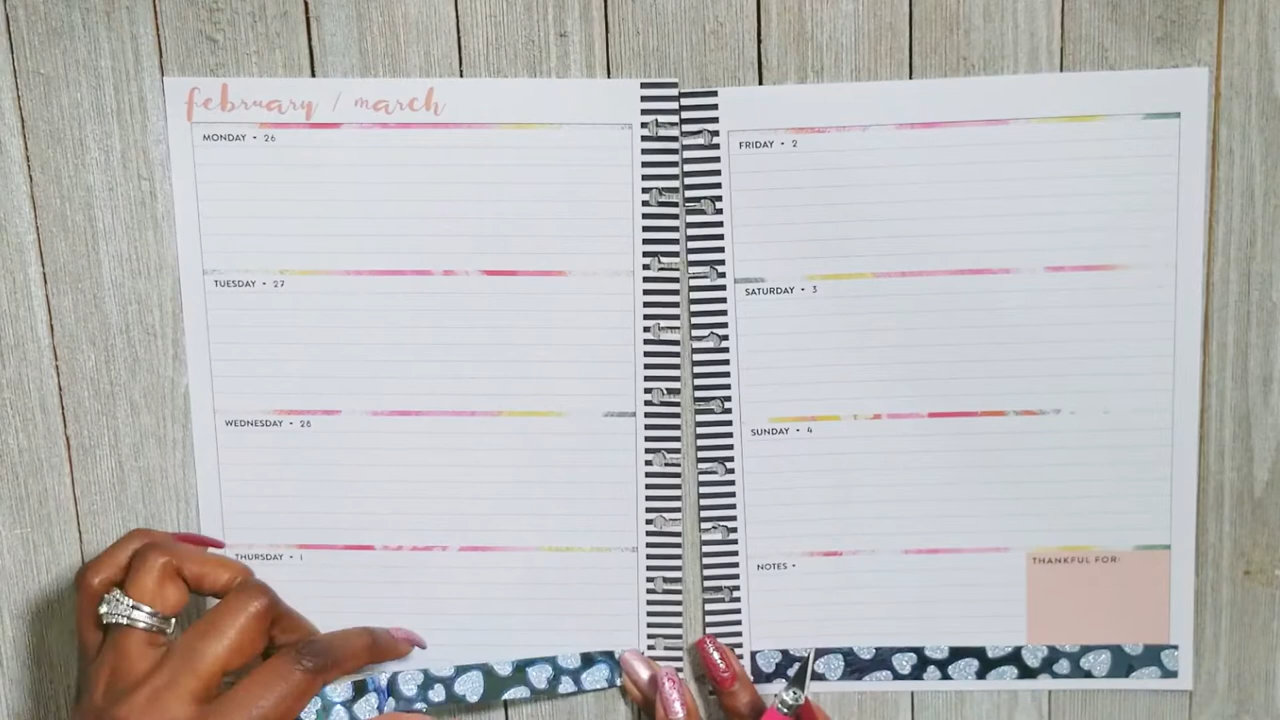 february / march
MONDAY • 26
TUESDAY • 27
WEDNESDAY • 28
THURSDAY • 1
FRIDAY • 2
SATURDAY • 3
SUNDAY • 4
NOTES •
THANKFUL FOR: